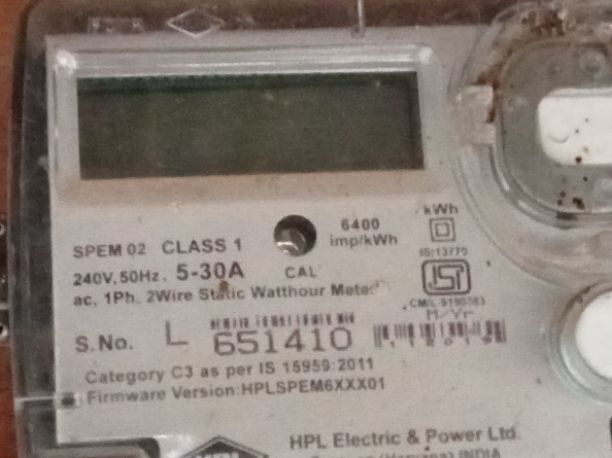 kWh
6400
imp/kWh
IS:13779
SPEM 02 CLASS 1
240V, 50Hz, 5-30A
CAL
ac, 1Ph, 2Wire Static Watthour Meter
M/Yr
S.No. L 651410
Category C3 as per IS 15959:2011
Firmware Version:HPLSPEM6XXX01
HPL Electric & Power Ltd.
(Haryana) INDIA